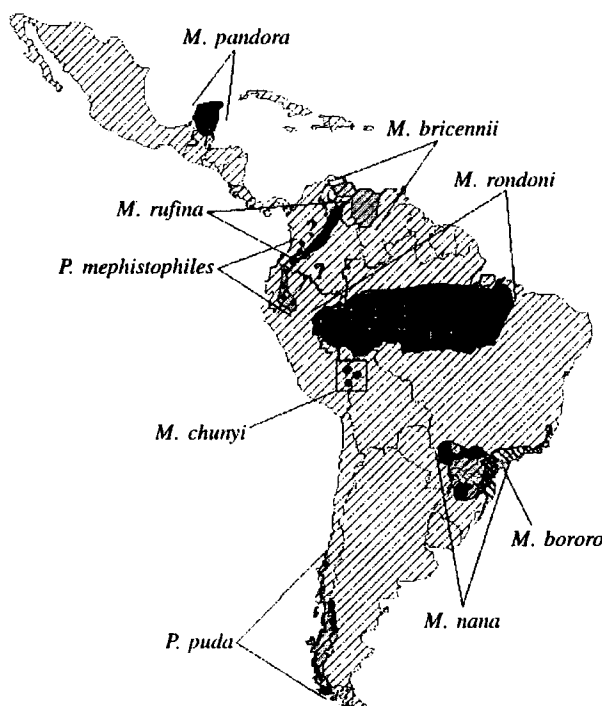 M. pandora
M. bricennii
M. rondoni
M. rufina
?
P. mephistophiles
?
M. chunyi
M. bororo
M. nana
P. puda